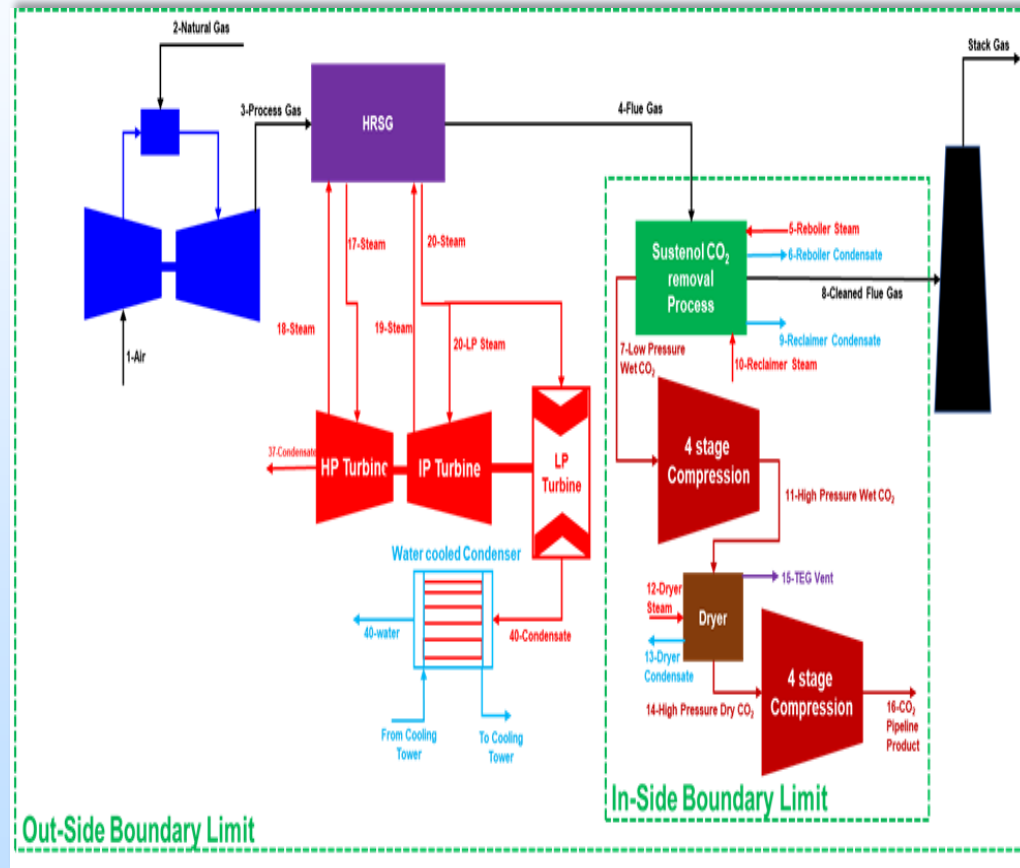 2-Natural Gas
Stack Gas
3-Process Gas
HRSG
4-Flue Gas
17-Steam
20-Steam
18-Steam
19-Steam
20-LP Steam
1-Air
Sustenol CO₂
removal
Process
5-Reboiler Steam
6-Reboiler Condensate
8-Cleaned Flue Gas
9-Reclaimer Condensate
7-Low Pressure
Wet CO₂
10-Reclaimer Steam
37-Condensate
HP Turbine
IP Turbine
LP
Turbine
4 stage
Compression
11-High Pressure Wet CO₂
Water cooled Condenser
40-water
40-Condensate
From Cooling
Tower
To Cooling
Tower
15-TEG Vent
12-Dryer
Steam
Dryer
13-Dryer
Condensate
14-High Pressure Dry CO₂
4 stage
Compression
16-CO₂
Pipeline
Product
In-Side Boundary Limit
Out-Side Boundary Limit